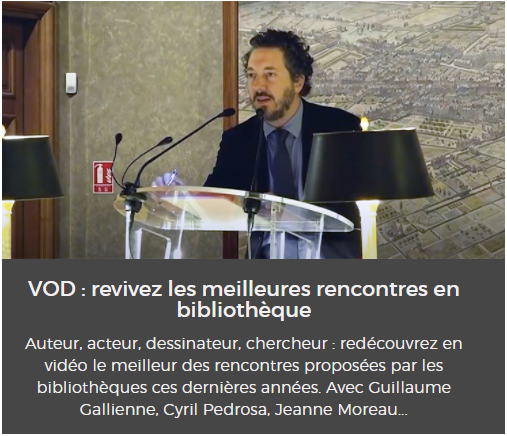 VOD : revivez les meilleures rencontres en
bibliothèque
Auteur, acteur, dessinateur, chercheur : redécouvrez en
vidéo le meilleur des rencontres proposées par les
bibliothèques ces dernières années. Avec Guillaume
Gallienne, Cyril Pedrosa, Jeanne Moreau...